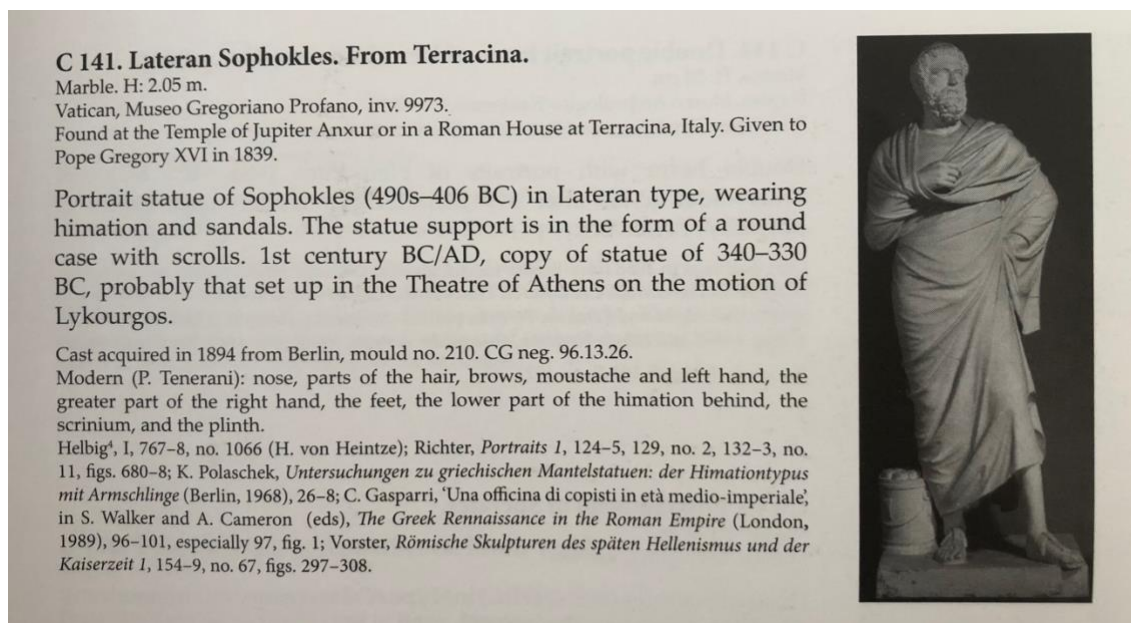 C 141. Lateran Sophokles. From Terracina.
Marble. H: 2.05 m.
Vatican, Museo Gregoriano Profano, inv. 9973.
Found at the Temple of Jupiter Anxur or in a Roman House at Terracina, Italy. Given to
Pope Gregory XVI in 1839.
Portrait statue of Sophokles (490s–406 BC) in Lateran type, wearing
himation and sandals. The statue support is in the form of a round
case with scrolls. 1st century BC/AD, copy of statue of 340–330
BC, probably that set up in the Theatre of Athens on the motion of
Lykourgos.
Cast acquired in 1894 from Berlin, mould no. 210. CG neg. 96.13.26.
Modern (P. Tenerani): nose, parts of the hair, brows, moustache and left hand, the
greater part of the right hand, the feet, the lower part of the himation behind, the
scrinium, and the plinth.
Helbig⁴, I, 767–8, no. 1066 (H. von Heintze); Richter, Portraits 1, 124–5, 129, no. 2, 132–3, no.
11, figs. 680–8; K. Polaschek, Untersuchungen zu griechischen Mantelstatuen: der Himationtypus
mit Armschlinge (Berlin, 1968), 26–8; C. Gasparri, ‘Una officina di copisti in età medio-imperiale’,
in S. Walker and A. Cameron (eds), The Greek Rennaissance in the Roman Empire (London,
1989), 96–101, especially 97, fig. 1; Vorster, Römische Skulpturen des späten Hellenismus und der
Kaiserzeit 1, 154–9, no. 67, figs. 297–308.